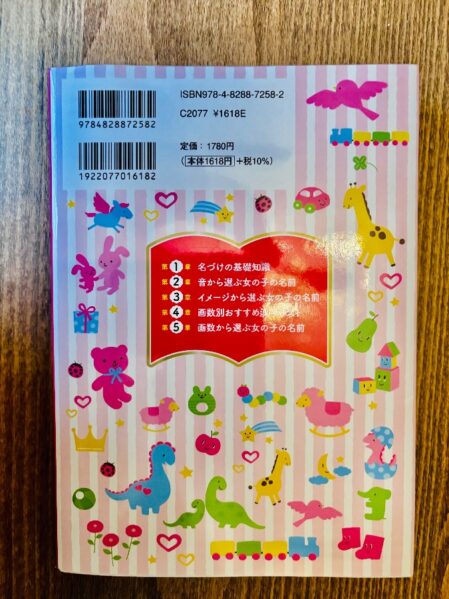 ISBN978-4-8288-7258-2
C2077 ¥1618E
9784828872582
定価：1780円
（本体1618円＋税10%）
1922077016182
第1章 名づけの基礎知識
第2章 音から選ぶ女の子の名前
第3章 イメージから選ぶ女の子の名前
第4章 画数別おすすめ
第5章 画数から選ぶ女の子の名前